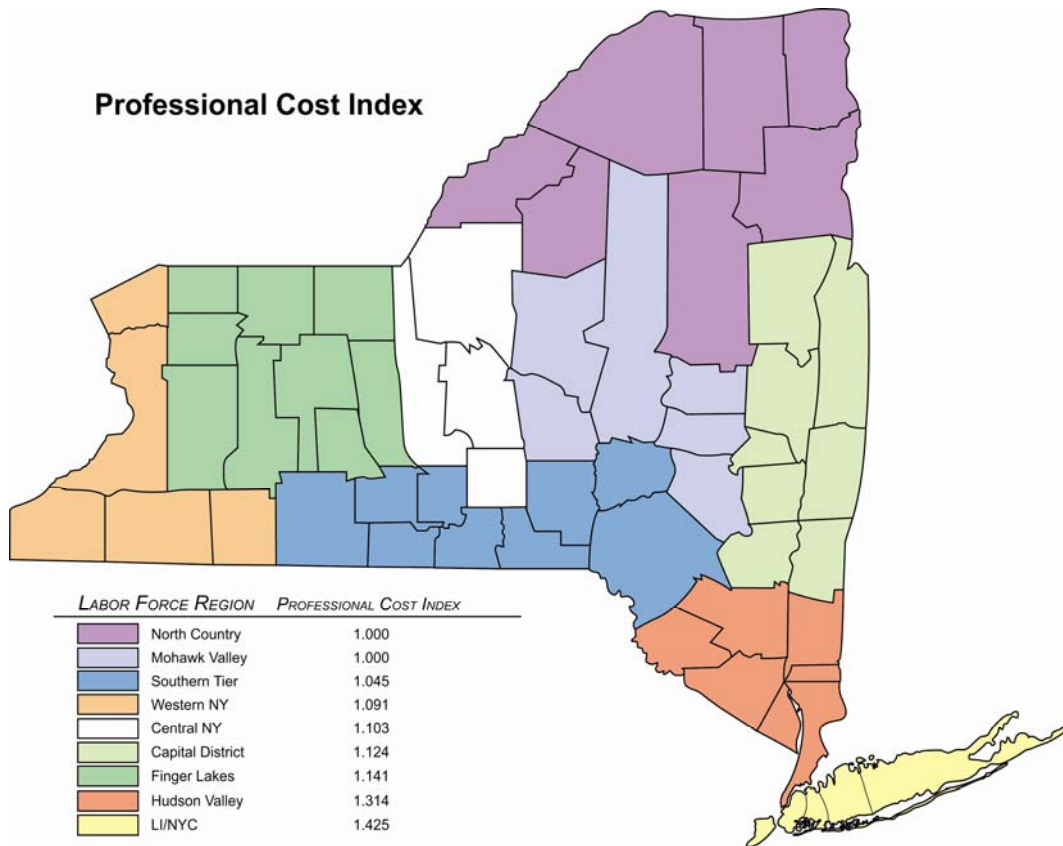 Professional Cost Index
LABOR FORCE REGION PROFESSIONAL COST INDEX
North Country 1.000
Mohawk Valley 1.000
Southern Tier 1.045
Western NY 1.091
Central NY 1.103
Capital District 1.124
Finger Lakes 1.141
Hudson Valley 1.314
LI/NYC 1.425